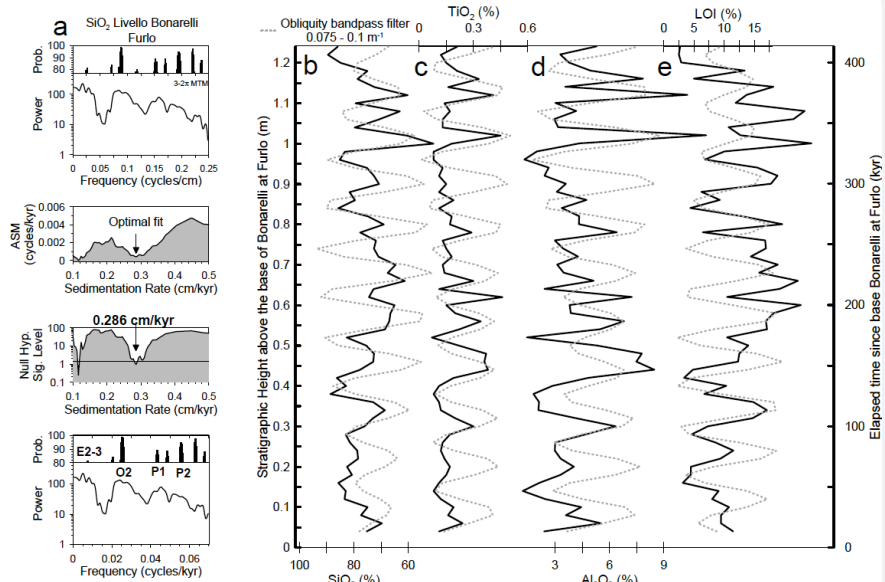 a
SiO2 Livello Bonarelli
Furlo
Prob.
100
90
80
3-2π MTM
Power
100
10
1
0 0.05 0.1 0.15 0.2 0.25
Frequency (cycles/cm)
ASM
(cycles/kyr)
0.006
0.004
0.002
0
Optimal fit
0.1 0.2 0.3 0.4 0.5
Sedimentation Rate (cm/kyr)
0.286 cm/kyr
Null Hyp.
Sig. Level
100
10
1
0.1
0.1 0.2 0.3 0.4 0.5
Sedimentation Rate (cm/kyr)
Prob.
100
90
80
E2-3
O2 P1 P2
Power
100
10
1
0 0.02 0.04 0.06
Frequency (cycles/kyr)
Obliquity bandpass filter
0.075 - 0.1 m-1
TiO2 (%)
0 0.3 0.6
LOI (%)
0 5 10 15
b c d e
Stratigraphic Height above the base of Bonarelli at Furlo (m)
1.2
1.1
1
0.9
0.8
0.7
0.6
0.5
0.4
0.3
0.2
0.1
0
100 80 60
SiO2 (%)
3 6 9
Al2O3 (%)
400
300
200
100
0
Elapsed time since base Bonarelli at Furlo (kyr)